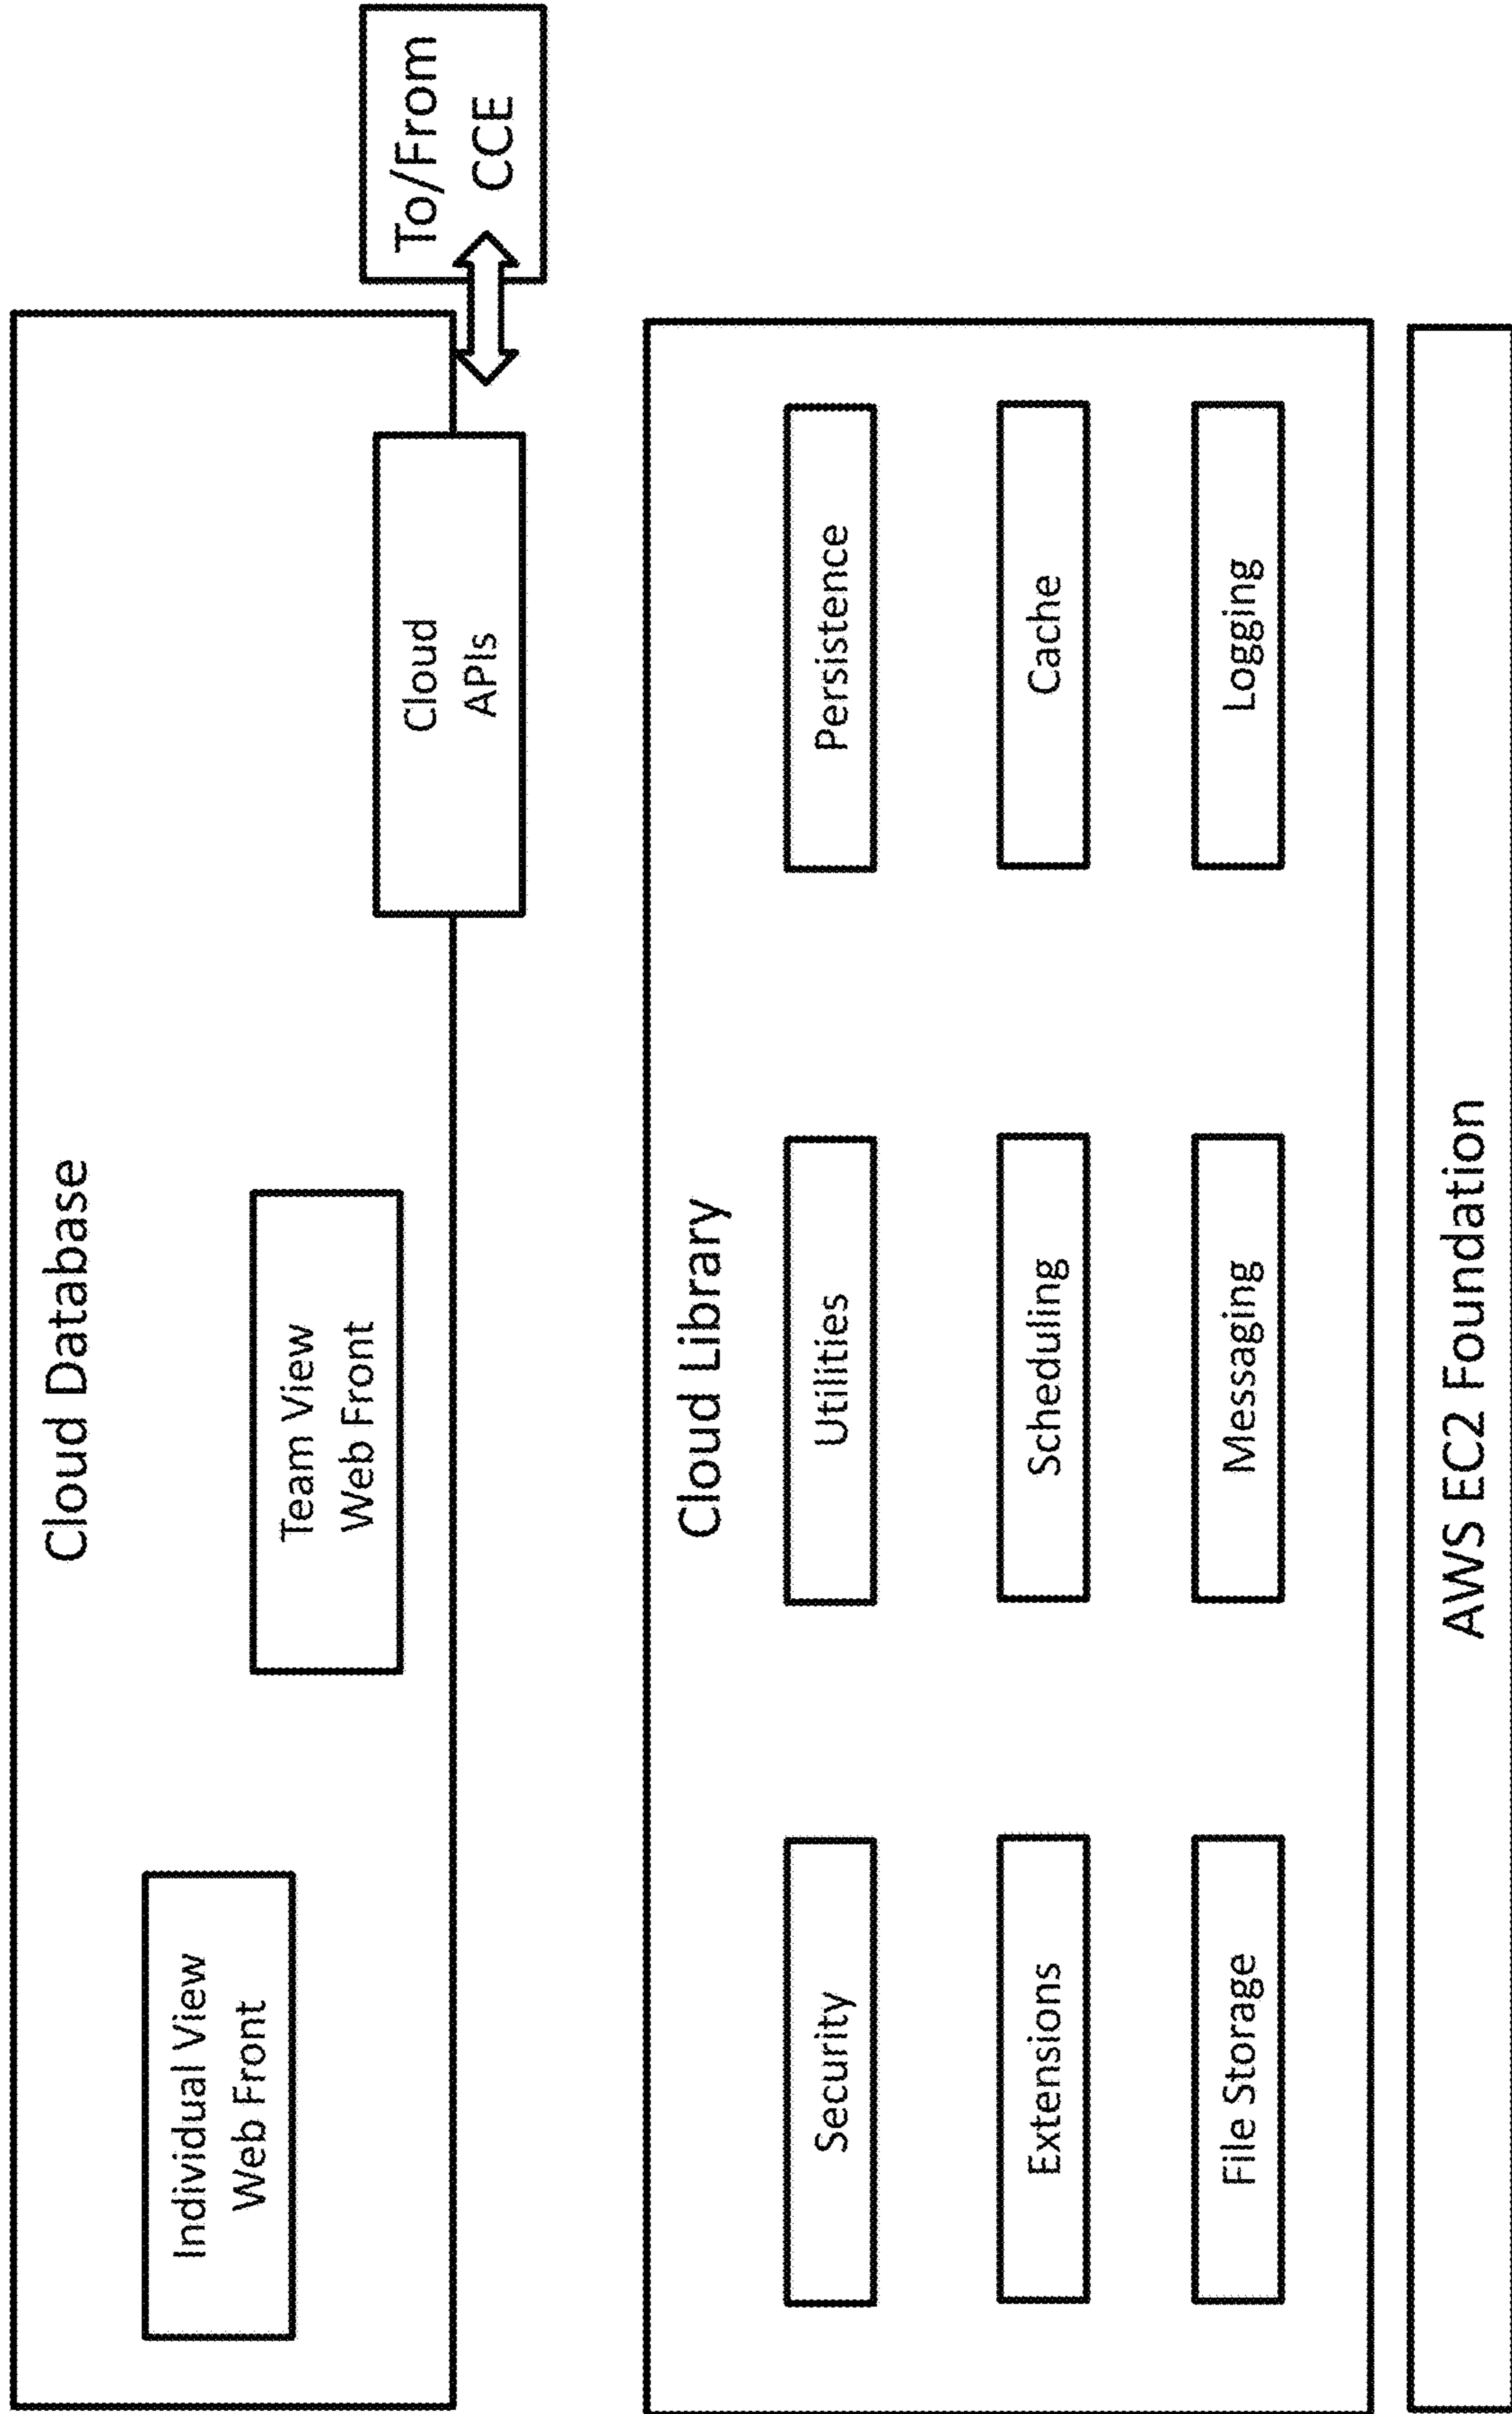 Cloud Database
Individual View
Web Front
Team View
Web Front
Cloud
APIs
To/From
CCE
Cloud Library
Security
Utilities
Persistence
Extensions
Scheduling
Cache
File Storage
Messaging
Logging
AWS EC2 Foundation